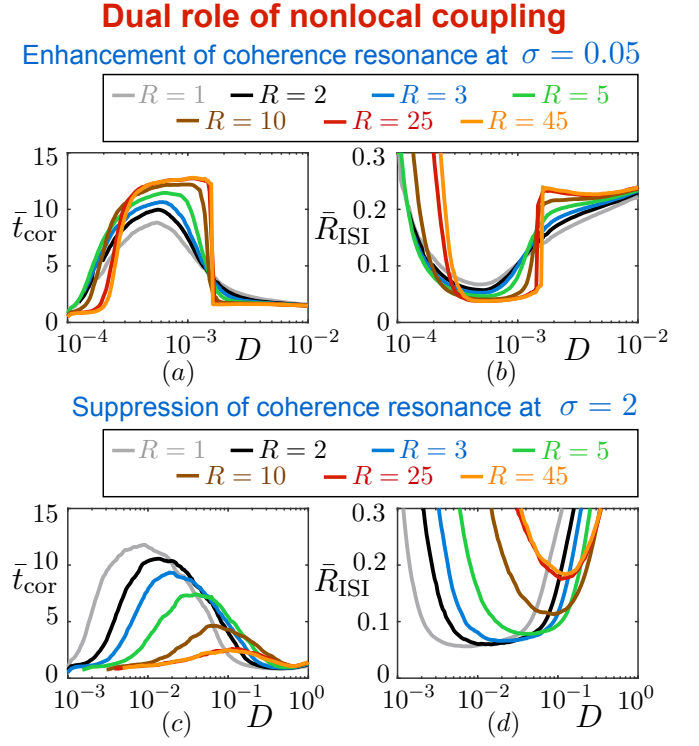 Dual role of nonlocal coupling
Enhancement of coherence resonance at σ = 0.05
R = 1 R = 2 R = 3 R = 5
R = 10 R = 25 R = 45
15 10 5 0
t̄cor
10⁻⁴ 10⁻³ D 10⁻²
(a)
0.3 0.2 0.1 0
R̄ISI
10⁻⁴ 10⁻³ D 10⁻²
(b)
Suppression of coherence resonance at σ = 2
R = 1 R = 2 R = 3 R = 5
R = 10 R = 25 R = 45
15 10 5 0
t̄cor
10⁻³ 10⁻² 10⁻¹ D 10⁰
(c)
0.3 0.2 0.1 0
R̄ISI
10⁻³ 10⁻² 10⁻¹ D 10⁰
(d)